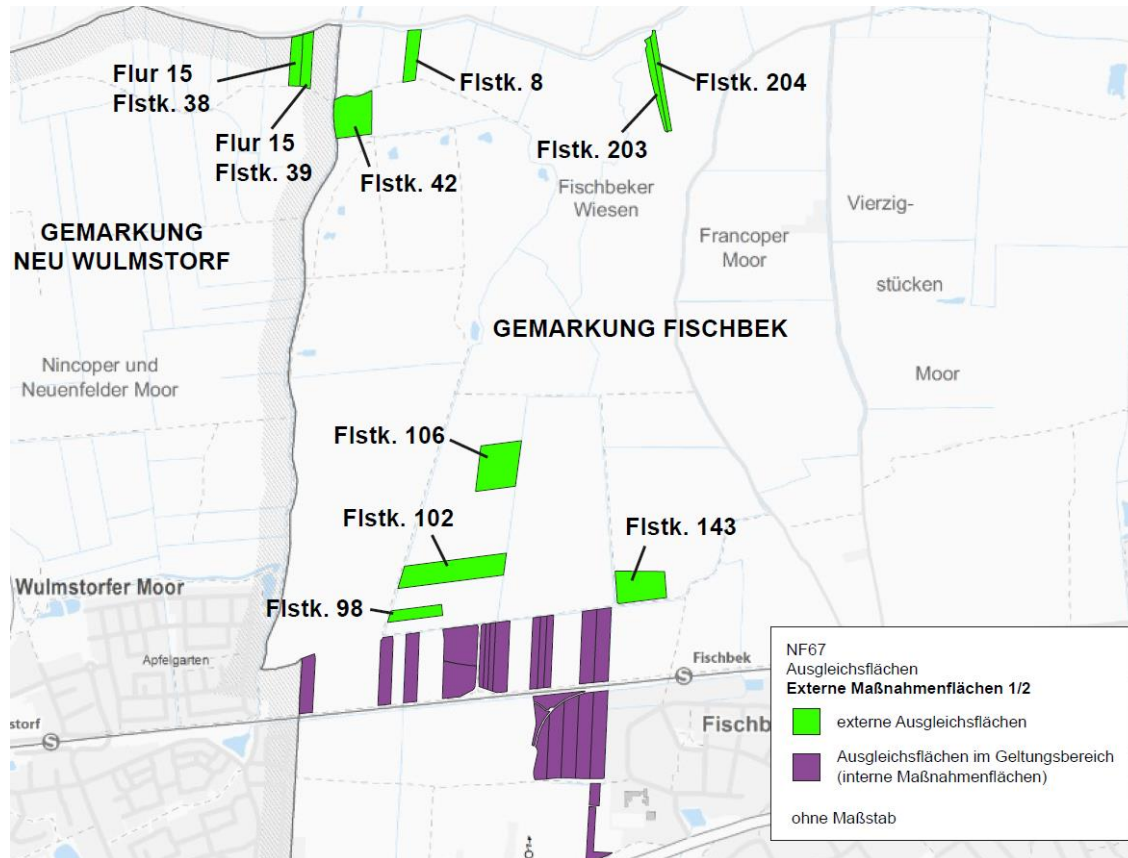 Flur 15
Flstk. 38
Flur 15
Flstk. 39
Flstk. 8
Flstk. 42
Flstk. 204
Flstk. 203
Fischbeker
Wiesen
GEMARKUNG
NEU WULMSTORF
Francoper
Moor
Vierzig-
stücken
Moor
GEMARKUNG FISCHBEK
Nincoper und
Neuenfelder Moor
Flstk. 106
Flstk. 102
Flstk. 143
Flstk. 98
Wulmstorfer Moor
Apfelgarten
Fischbek
S
storf
S
Fischb
NF67
Ausgleichsflächen
Externe Maßnahmenflächen 1/2
externe Ausgleichsflächen
Ausgleichsflächen im Geltungsbereich
(interne Maßnahmenflächen)
ohne Maßstab